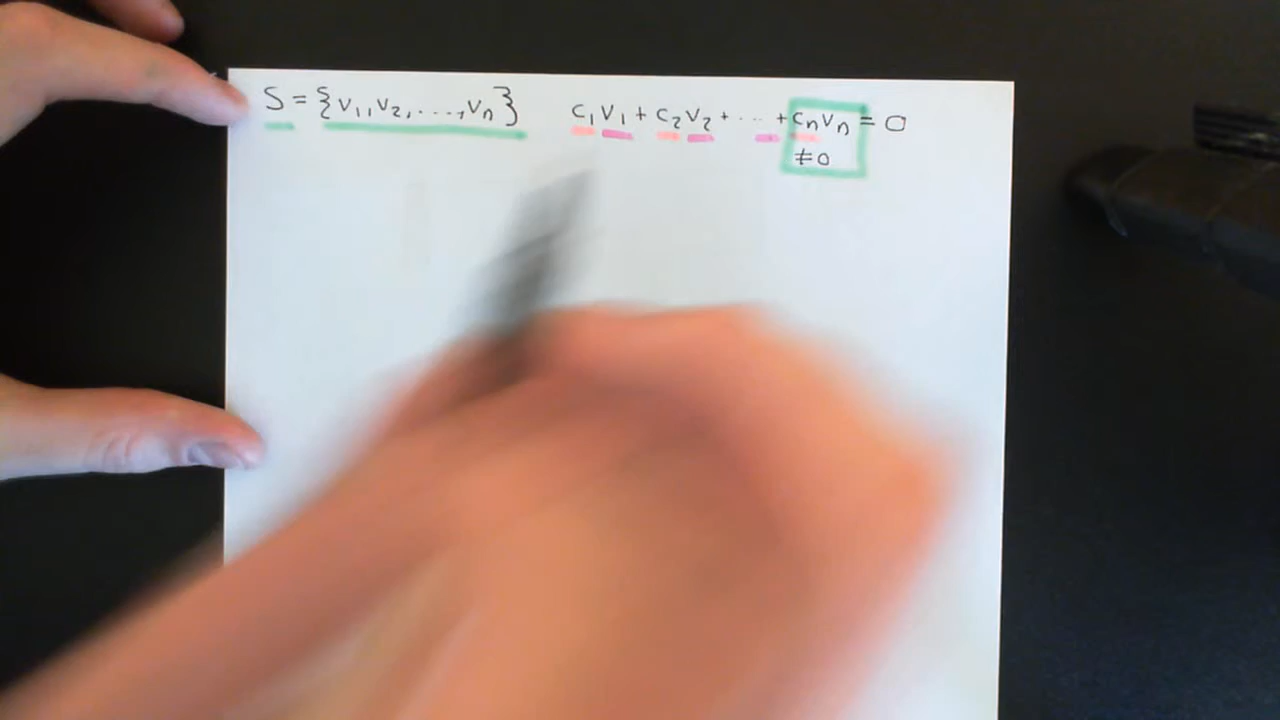 S = {v₁, v₂, ..., vₙ} c₁v₁ + c₂v₂ + ... + cₙvₙ = 0
≠0